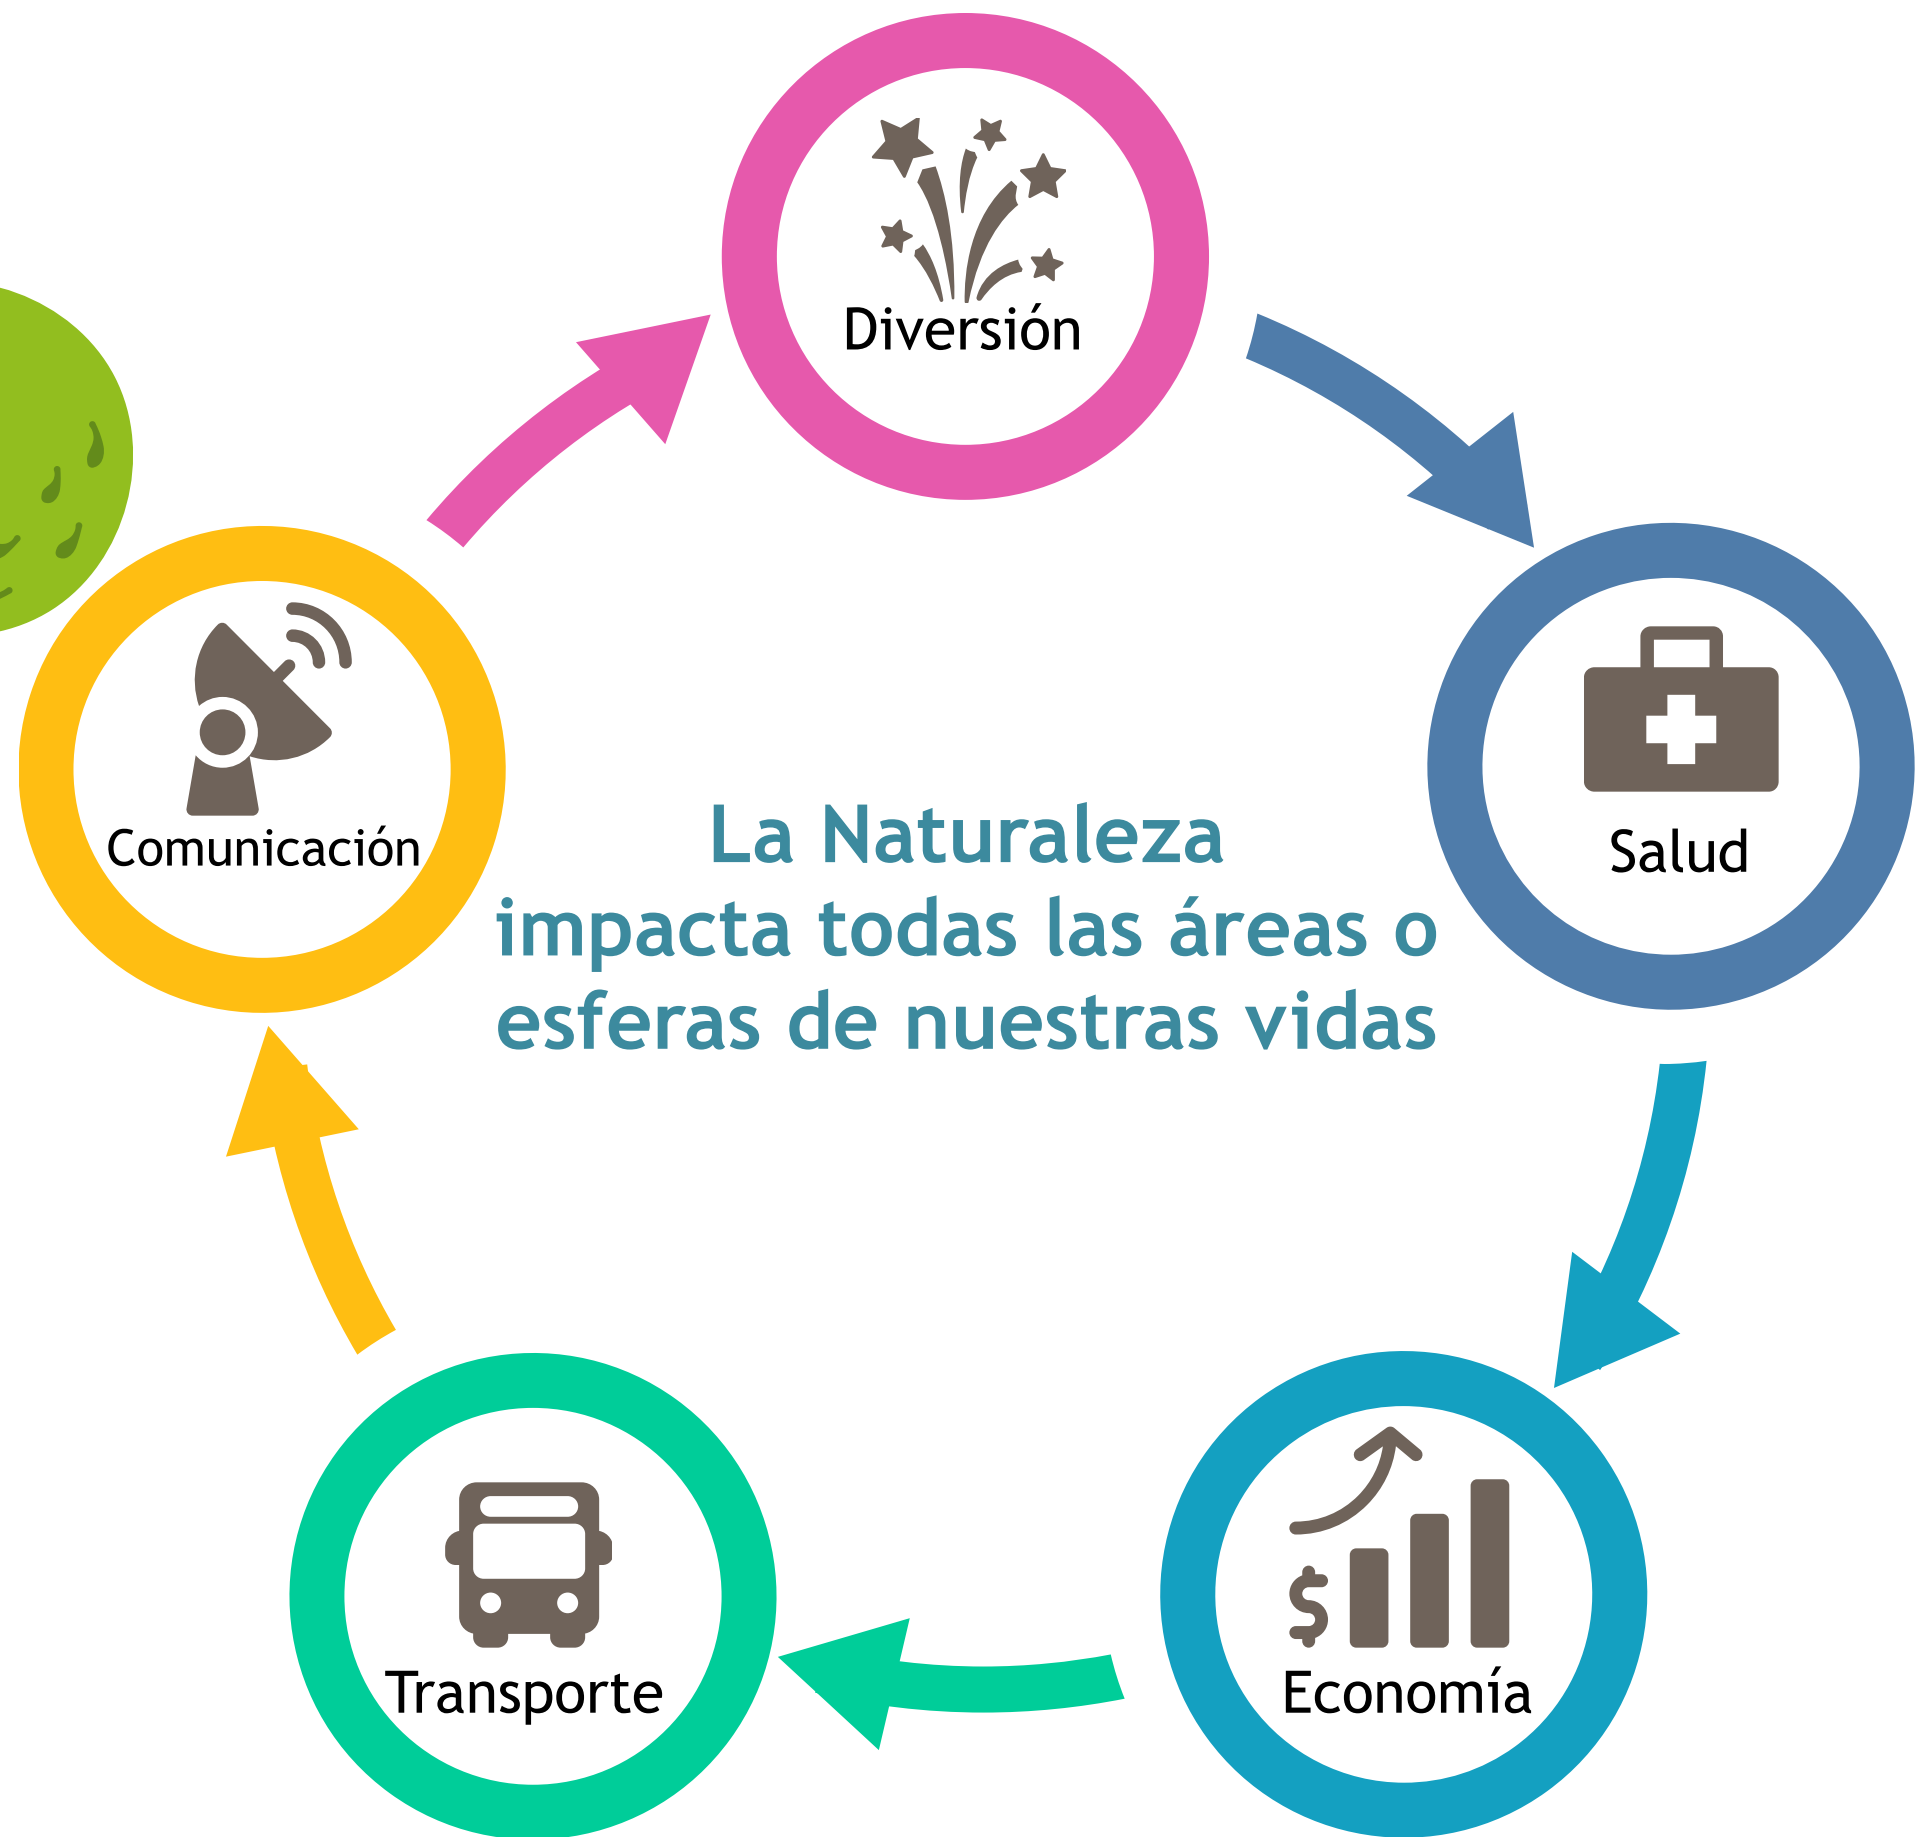 Diversión
Comunicación
Salud
La Naturaleza
impacta todas las áreas o
esferas de nuestras vidas
Transporte
Economía
$